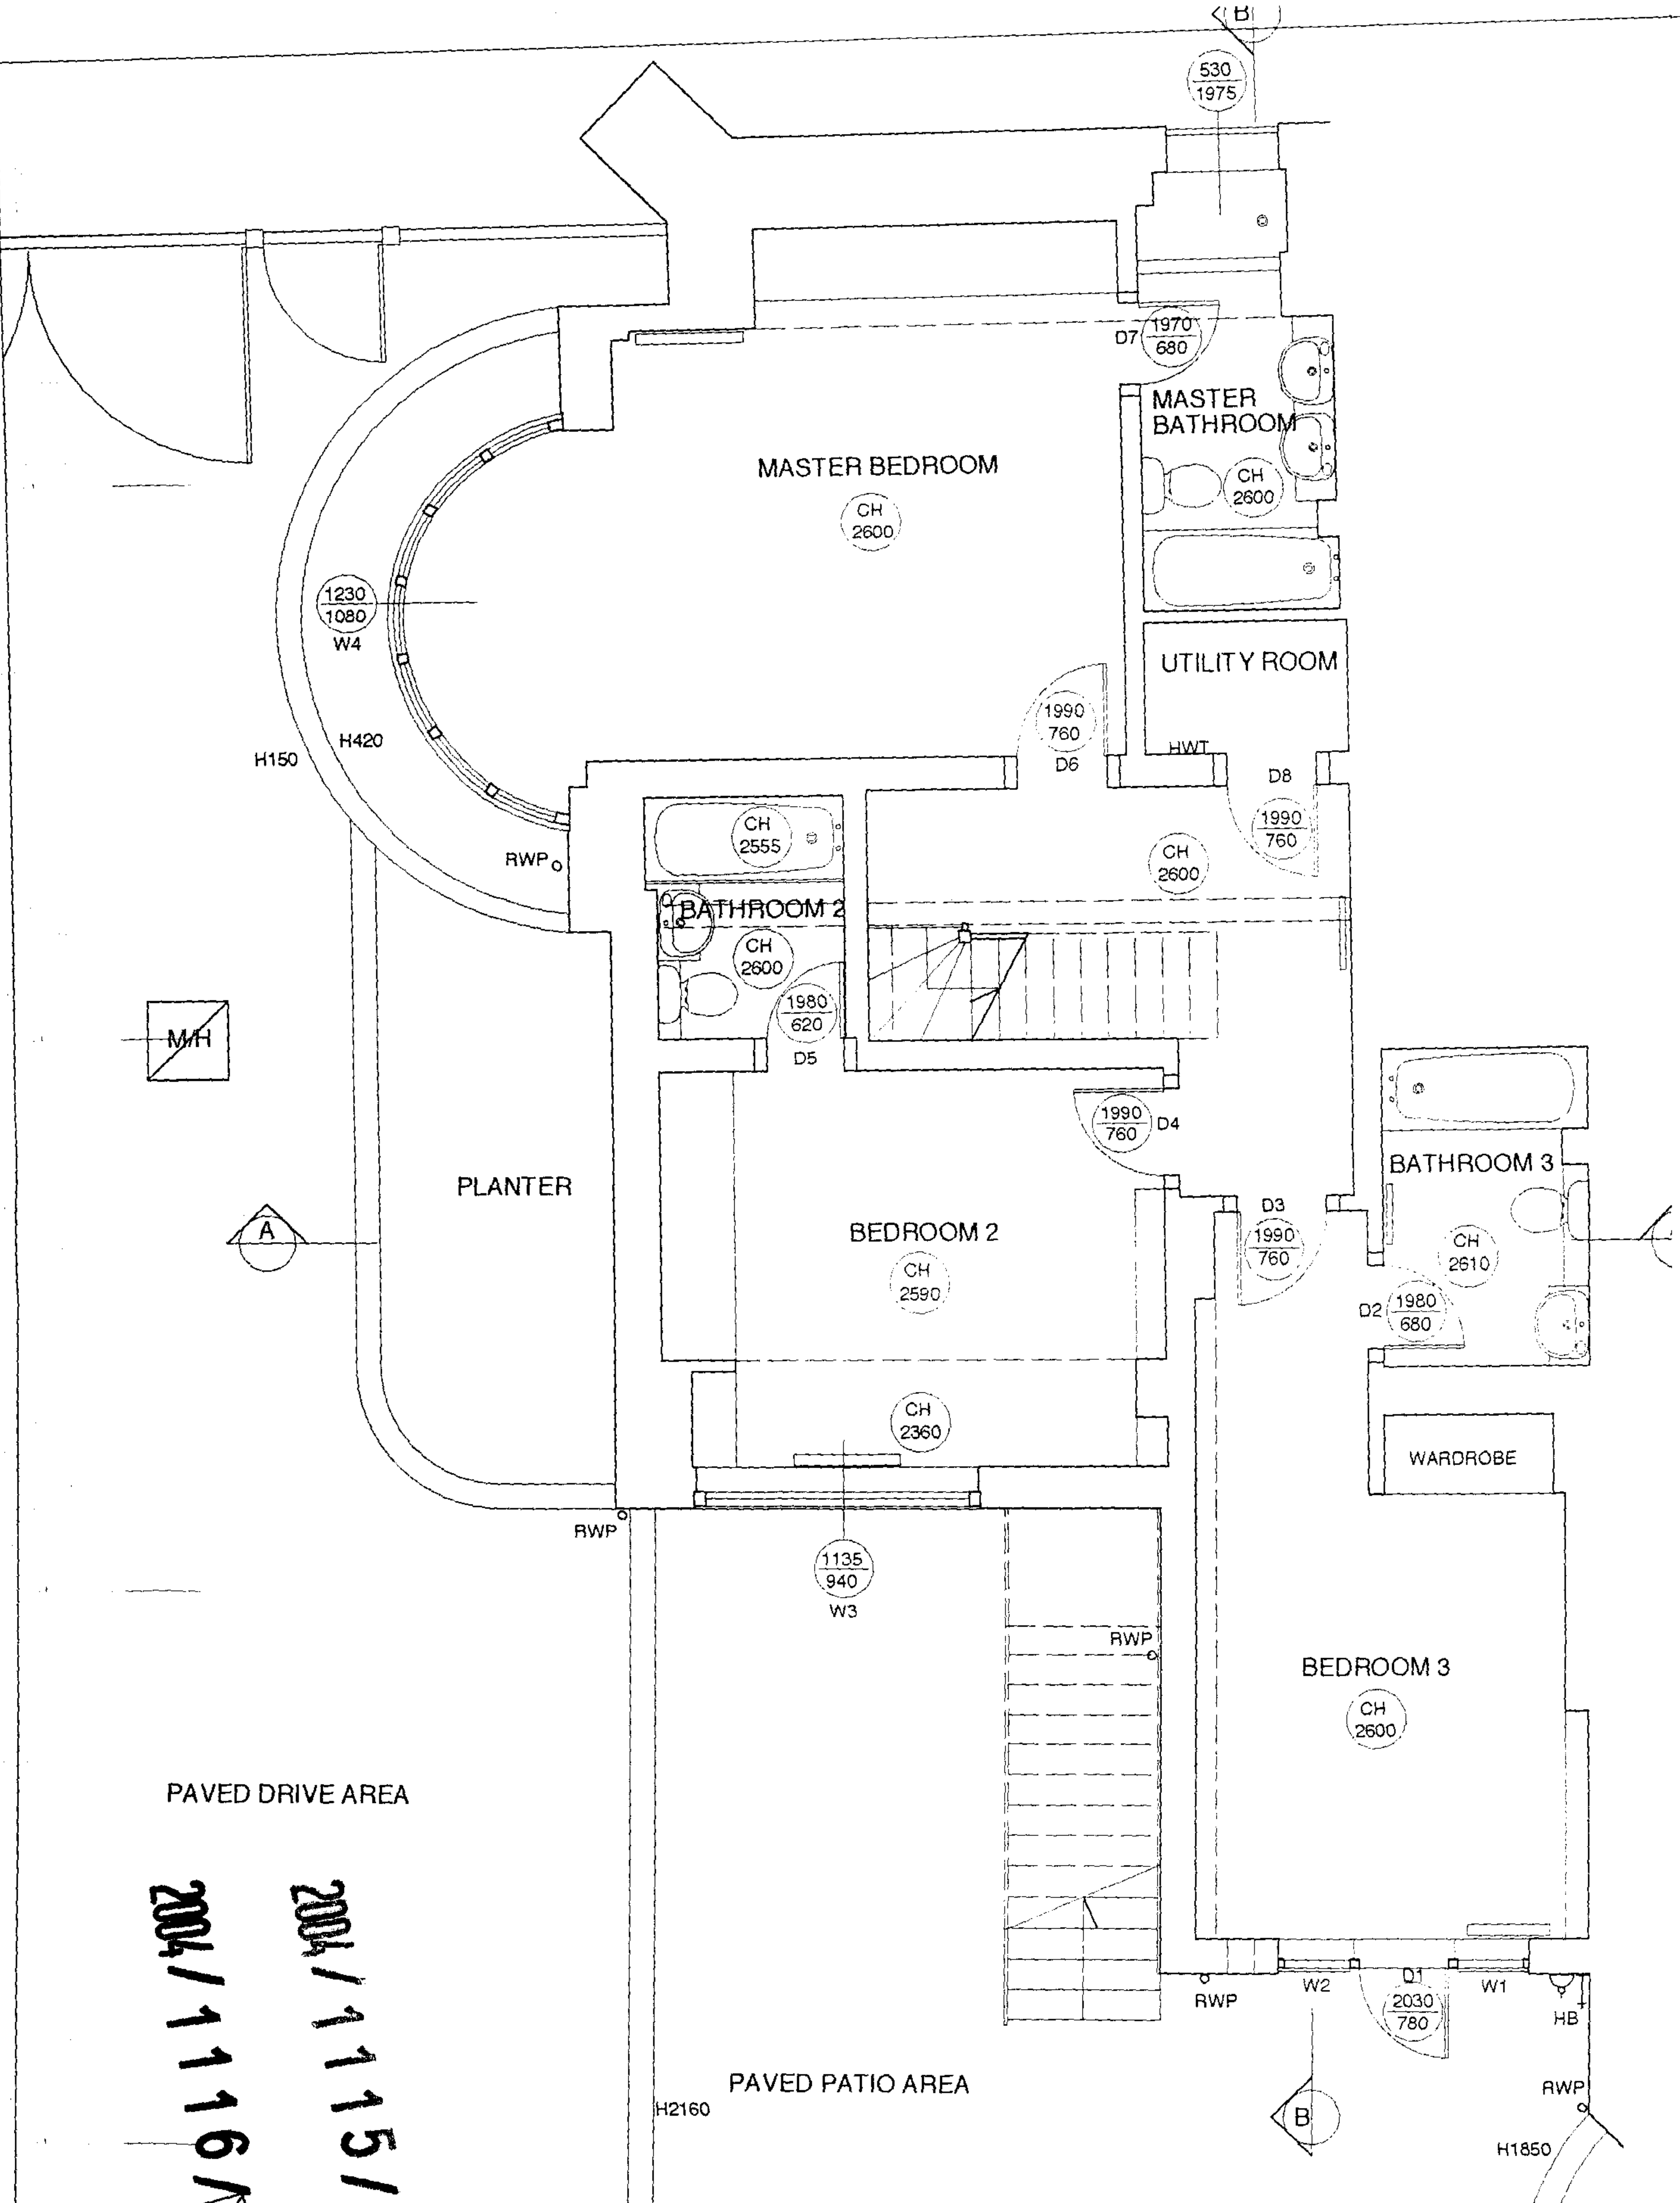 B
530
1975
D7
1970
680
MASTER
BATHROOM
CH
2600
MASTER BEDROOM
CH
2600
1230
1080
W4
UTILITY ROOM
HWT
1990
760
D6
D8
1990
760
H420
H150
CH
2555
RWP
CH
2600
BATHROOM 2
CH
2600
1980
620
D5
M/H
1990
760
D4
PLANTER
BATHROOM 3
A
BEDROOM 2
CH
2590
D3
1990
760
CH
2610
D2
1980
680
CH
2360
WARDROBE
RWP
1135
940
W3
RWP
BEDROOM 3
CH
2600
PAVED DRIVE AREA
W2
D1
W1
RWP
2030
780
HB
PAVED PATIO AREA
H2160
B
RWP
H1850
2004/1115/
2004/1116/